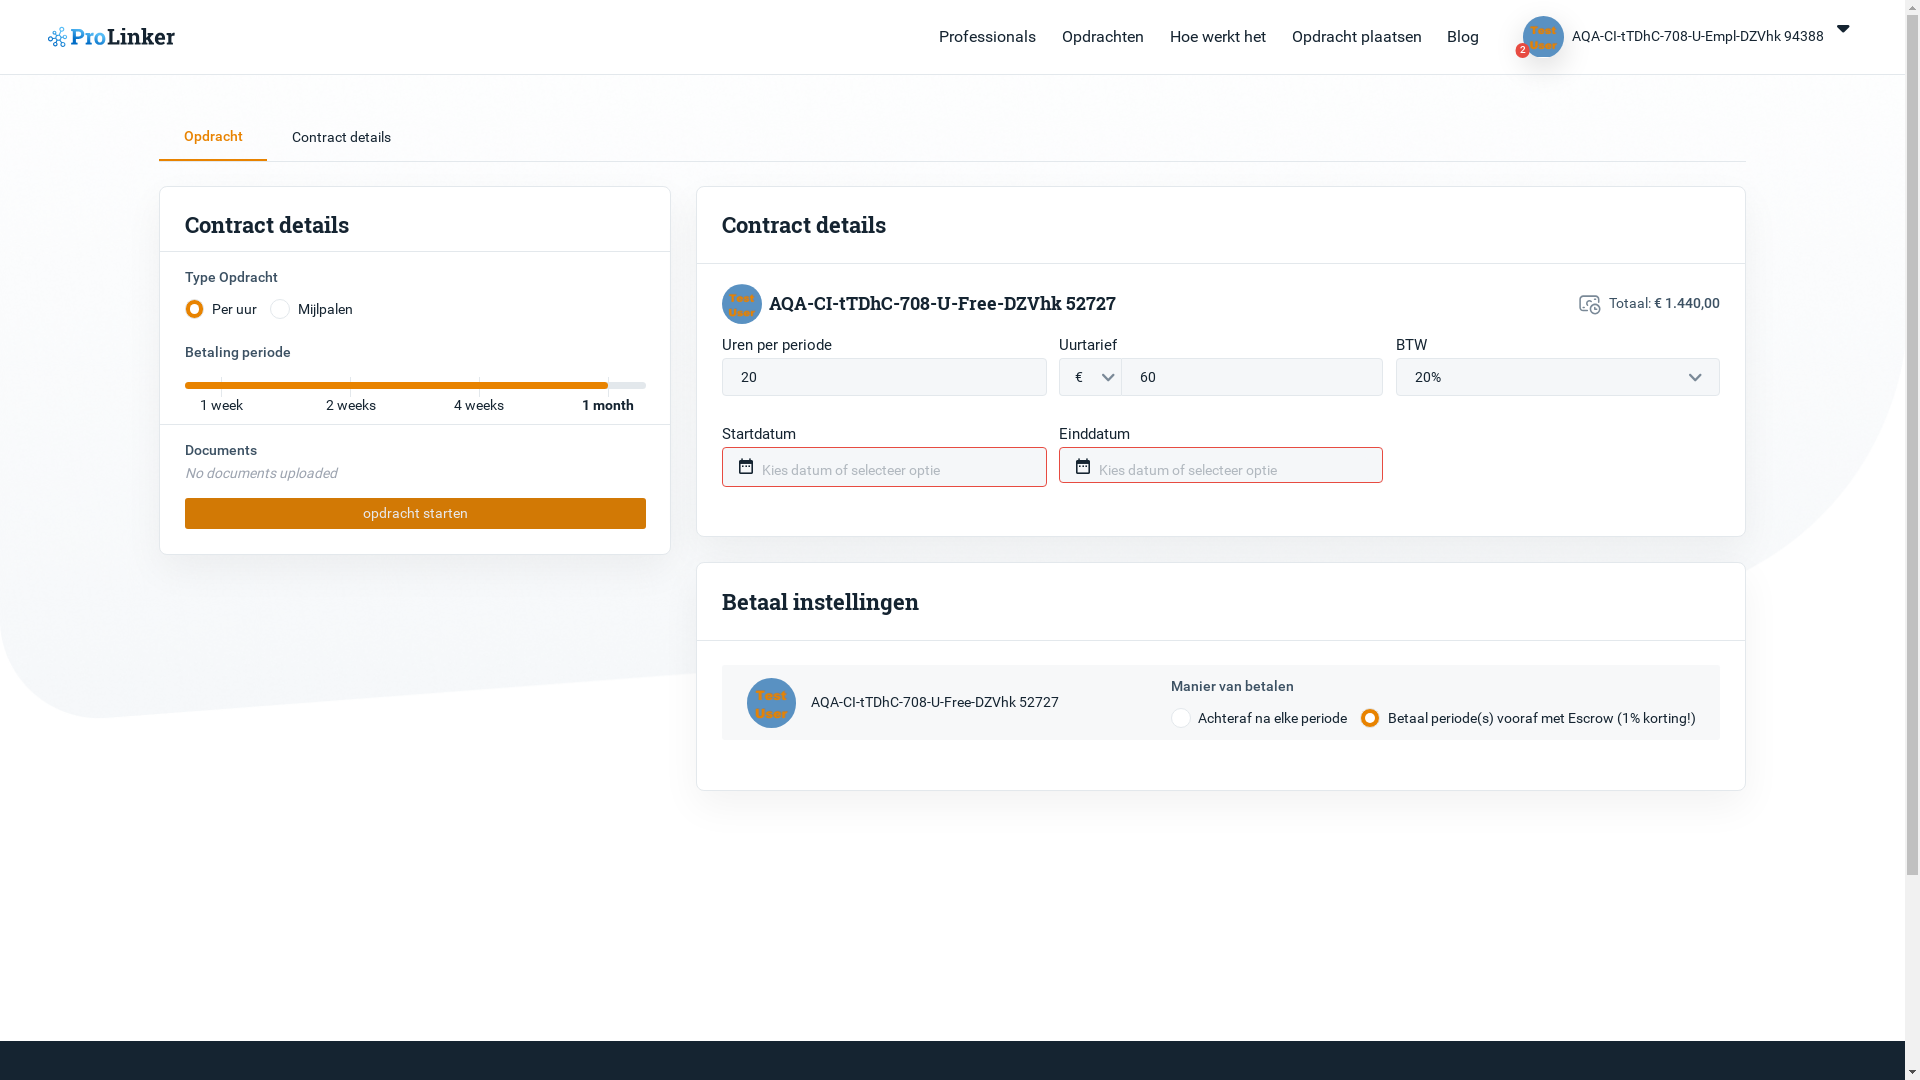 ProLinker
Professionals
Opdrachten
Hoe werkt het
Opdracht plaatsen
Blog
Test User
2
AQA-CI-tTDhC-708-U-Empl-DZVhk 94388
Opdracht
Contract details
Contract details
Type Opdracht
Per uur
Mijlpalen
Betaling periode
1 week
2 weeks
4 weeks
1 month
Documents
No documents uploaded
opdracht starten
Contract details
Test User
AQA-CI-tTDhC-708-U-Free-DZVhk 52727
Totaal: € 1.440,00
Uren per periode
20
Uurtarief
€
60
BTW
20%
Startdatum
Kies datum of selecteer optie
Einddatum
Kies datum of selecteer optie
Betaal instellingen
Test User
AQA-CI-tTDhC-708-U-Free-DZVhk 52727
Manier van betalen
Achteraf na elke periode
Betaal periode(s) vooraf met Escrow (1% korting!)